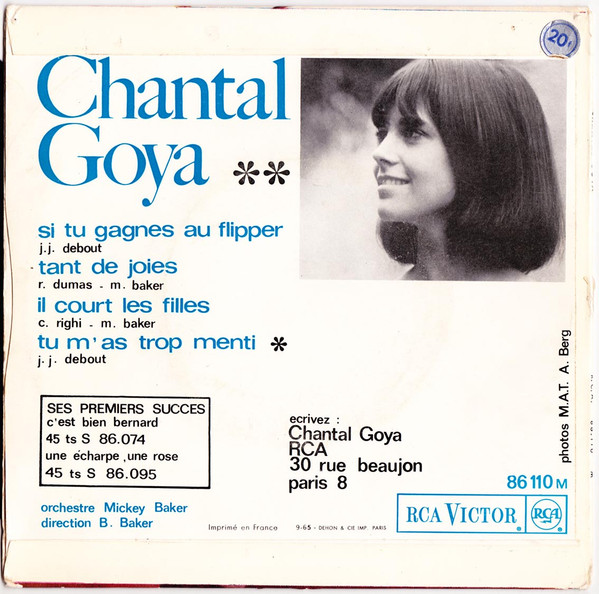 20f
Chantal
Goya **
si tu gagnes au flipper
j.j. debout
tant de joies
r. dumas - m. baker
il court les filles
c. righi - m. baker
tu m'as trop menti *
j.j. debout
SES PREMIERS SUCCES
c'est bien bernard
45 ts S 86.074
une écharpe, une rose
45 ts S 86.095
ecrivez :
Chantal Goya
RCA
30 rue beaujon
paris 8
photos M.A.T. A. Berg
orchestre Mickey Baker
direction B. Baker
Imprimé en France 9-65 - DEHON & CIE IMP. PARIS
86110 M
RCA VICTOR
RCA